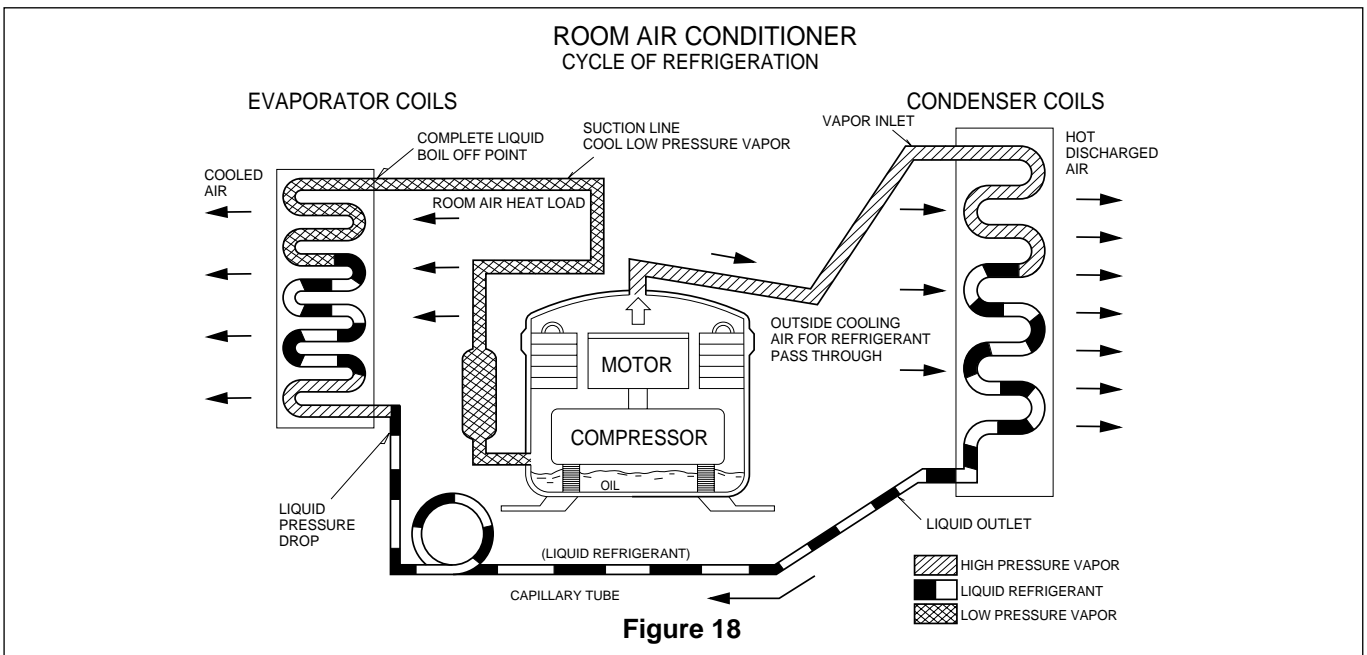 ROOM AIR CONDITIONER
CYCLE OF REFRIGERATION
EVAPORATOR COILS
CONDENSER COILS
COMPLETE LIQUID
BOIL OFF POINT
SUCTION LINE
COOL LOW PRESSURE VAPOR
VAPOR INLET
HOT
DISCHARGED
AIR
COOLED
AIR
ROOM AIR HEAT LOAD
OUTSIDE COOLING
AIR FOR REFRIGERANT
PASS THROUGH
MOTOR
COMPRESSOR
OIL
LIQUID
PRESSURE
DROP
LIQUID OUTLET
(LIQUID REFRIGERANT)
CAPILLARY TUBE
HIGH PRESSURE VAPOR
LIQUID REFRIGERANT
LOW PRESSURE VAPOR
Figure 18